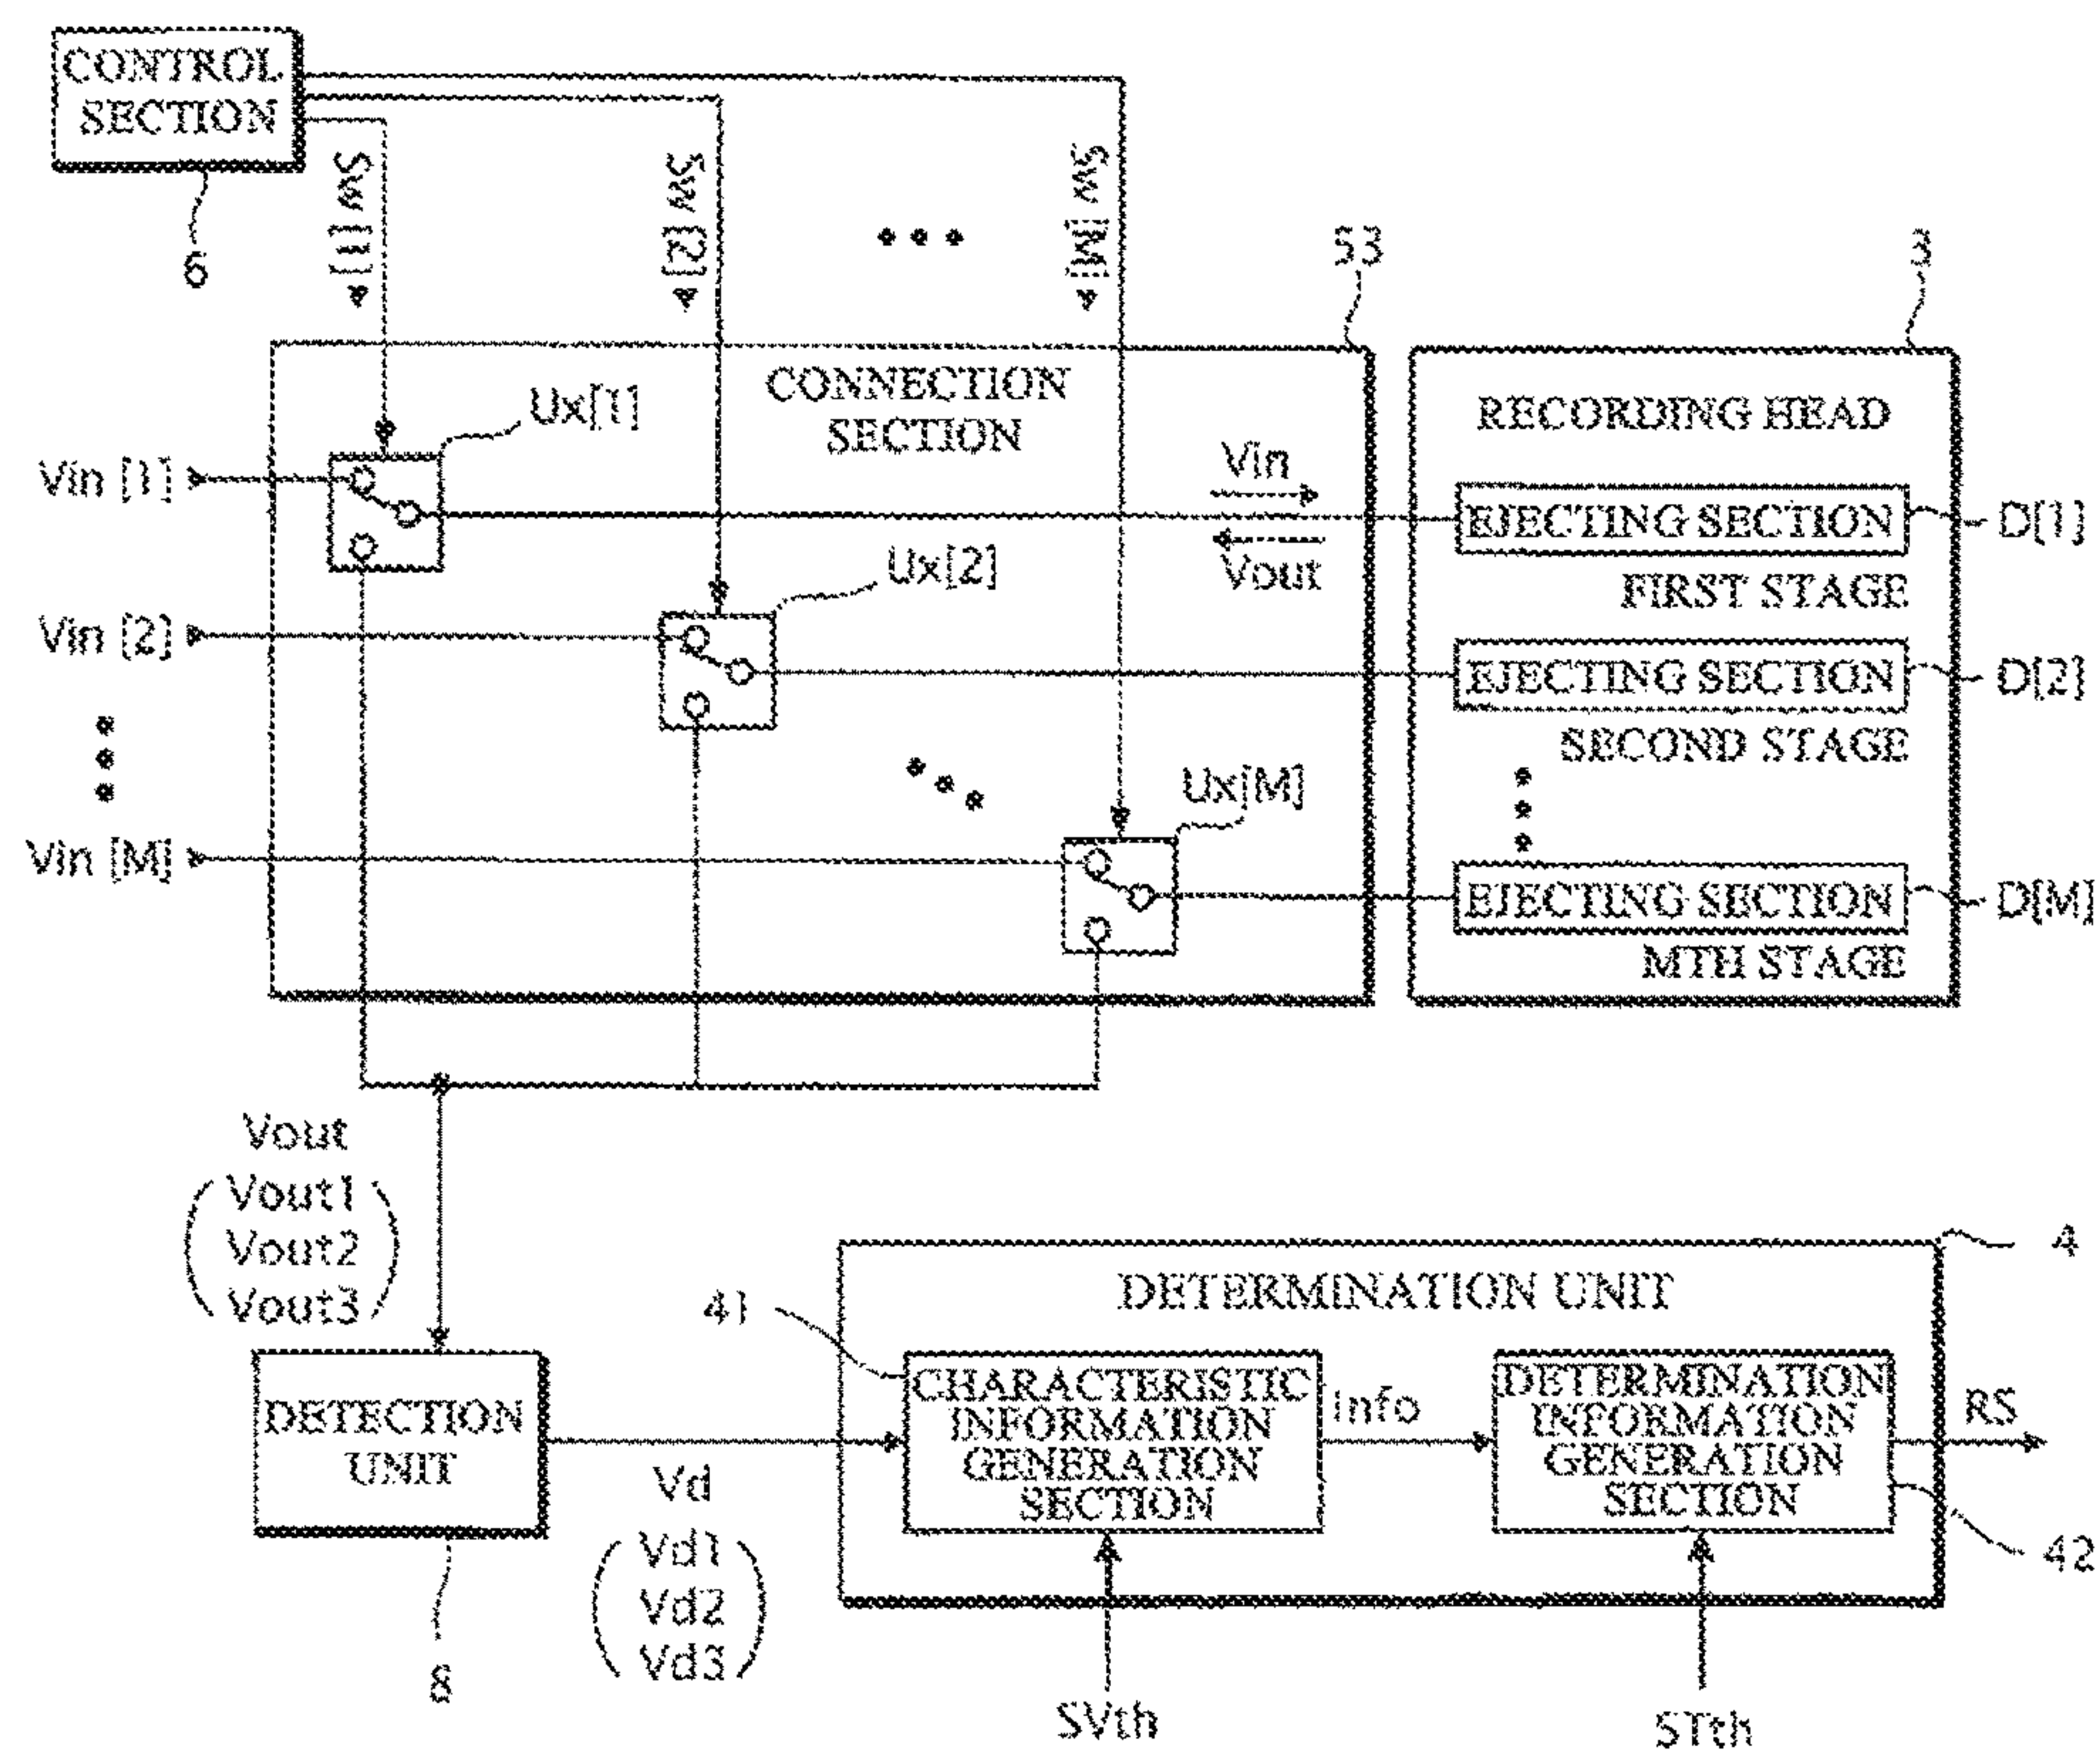 CONTROL
SECTION
6
Sw [1]
Sw [2]
Sw [M]
53
3
CONNECTION
SECTION
RECORDING HEAD
Ux[1]
Vin [1]
Vin
EJECTING SECTION
D[1]
Vout
FIRST STAGE
Ux[2]
Vin [2]
EJECTING SECTION
D[2]
SECOND STAGE
Ux[M]
Vin [M]
EJECTING SECTION
D[M]
MTH STAGE
Vout
Vout1
Vout2
Vout3
4
DETERMINATION UNIT
41
DETECTION
UNIT
8
Vd
Vd1
Vd2
Vd3
CHARACTERISTIC
INFORMATION
GENERATION
SECTION
Info
DETERMINATION
INFORMATION
GENERATION
SECTION
RS
42
SVth
STth